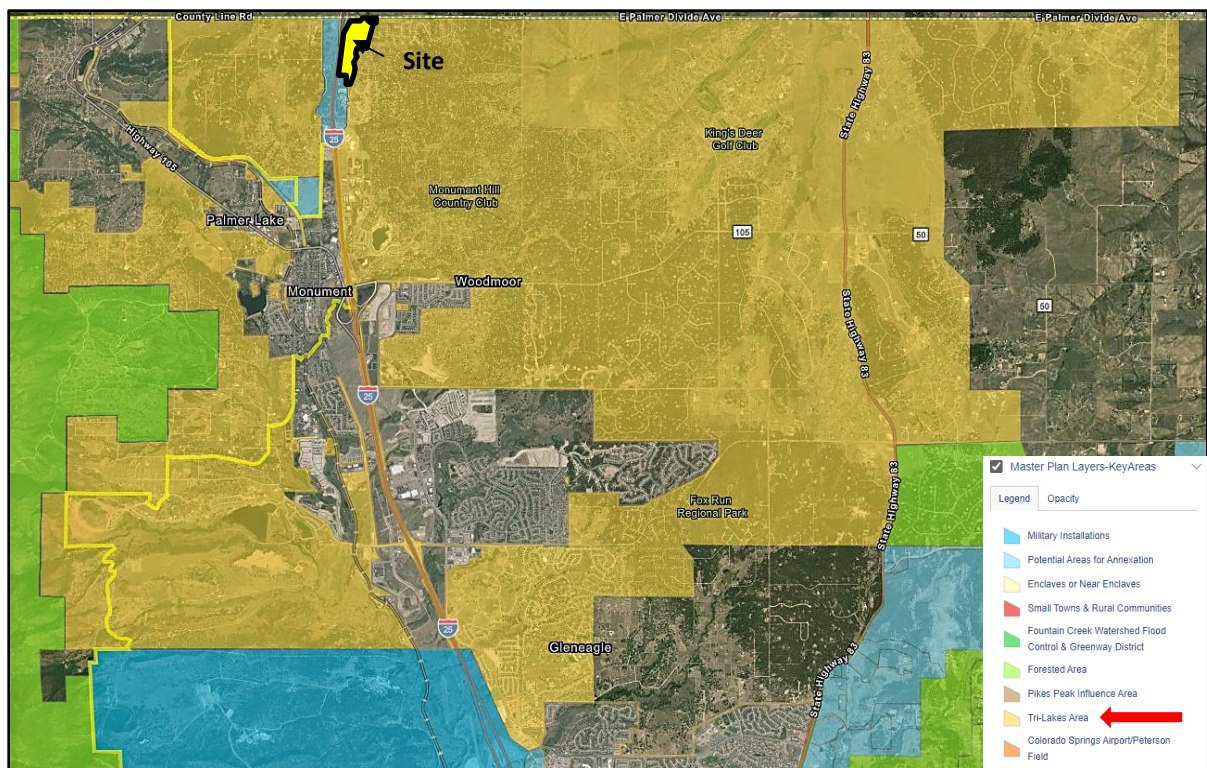 County Line Rd
E Palmer Divide Ave
E Palmer Divide Ave
Site
State Highway 83
25
Highway 105
King's Deer
Golf Club
Monument Hill
Country Club
Palmer Lake
105
50
Woodmoor
Monument
50
State Highway 83
25
State Highway 83
Fox Run
Regional Park
25
Gleneagle
State Highway 83
Master Plan Layers-KeyAreas
Legend
Opacity
Military Installations
Potential Areas for Annexation
Enclaves or Near Enclaves
Small Towns & Rural Communities
Fountain Creek Watershed Flood
Control & Greenway District
Forested Area
Pikes Peak Influence Area
Tri-Lakes Area
Colorado Springs Airport/Peterson
Field